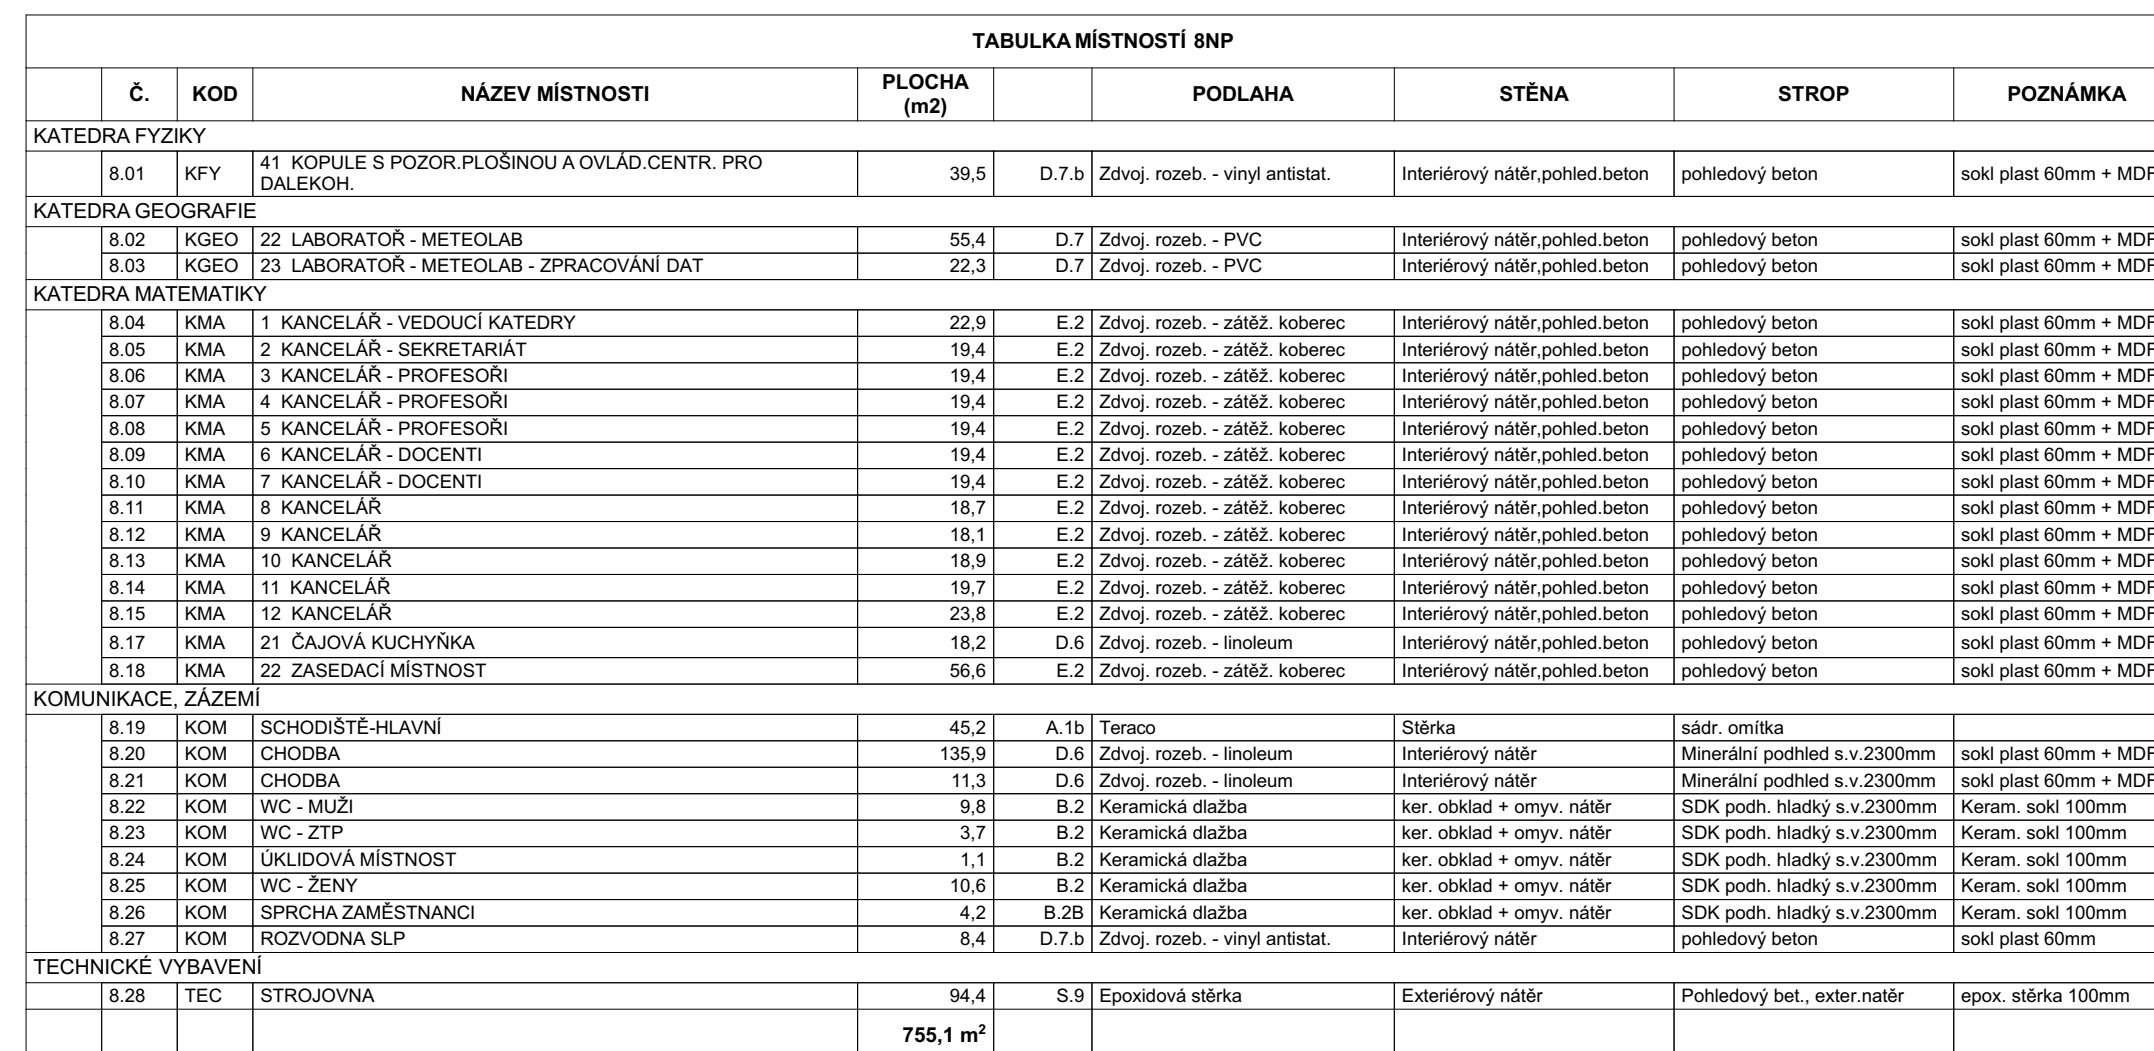 TABULKA MÍSTNOSTÍ 8NP
Č. KOD NÁZEV MÍSTNOSTI PLOCHA (m2) PODLAHA STĚNA STROP POZNÁMKA
KATEDRA FYZIKY
8.01 KFY 41 KOPULE S POZOR.PLOŠINOU A OVLÁD.CENTR. PRO DALEKOH. 39,5 D.7.b Zdvoj. rozeb. - vinyl antistat. Interiérový nátěr,pohled.beton pohledový beton sokl plast 60mm + MDF
KATEDRA GEOGRAFIE
8.02 KGEO 22 LABORATOŘ - METEOLAB 55,4 D.7 Zdvoj. rozeb. - PVC Interiérový nátěr,pohled.beton pohledový beton sokl plast 60mm + MDF
8.03 KGEO 23 LABORATOŘ - METEOLAB - ZPRACOVÁNÍ DAT 22,3 D.7 Zdvoj. rozeb. - PVC Interiérový nátěr,pohled.beton pohledový beton sokl plast 60mm + MDF
KATEDRA MATEMATIKY
8.04 KMA 1 KANCELÁŘ - VEDOUCÍ KATEDRY 22,9 E.2 Zdvoj. rozeb. - zátěž. koberec Interiérový nátěr,pohled.beton pohledový beton sokl plast 60mm + MDF
8.05 KMA 2 KANCELÁŘ - SEKRETARIÁT 19,4 E.2 Zdvoj. rozeb. - zátěž. koberec Interiérový nátěr,pohled.beton pohledový beton sokl plast 60mm + MDF
8.06 KMA 3 KANCELÁŘ - PROFESOŘI 19,4 E.2 Zdvoj. rozeb. - zátěž. koberec Interiérový nátěr,pohled.beton pohledový beton sokl plast 60mm + MDF
8.07 KMA 4 KANCELÁŘ - PROFESOŘI 19,4 E.2 Zdvoj. rozeb. - zátěž. koberec Interiérový nátěr,pohled.beton pohledový beton sokl plast 60mm + MDF
8.08 KMA 5 KANCELÁŘ - PROFESOŘI 19,4 E.2 Zdvoj. rozeb. - zátěž. koberec Interiérový nátěr,pohled.beton pohledový beton sokl plast 60mm + MDF
8.09 KMA 6 KANCELÁŘ - DOCENTI 19,4 E.2 Zdvoj. rozeb. - zátěž. koberec Interiérový nátěr,pohled.beton pohledový beton sokl plast 60mm + MDF
8.10 KMA 7 KANCELÁŘ - DOCENTI 19,4 E.2 Zdvoj. rozeb. - zátěž. koberec Interiérový nátěr,pohled.beton pohledový beton sokl plast 60mm + MDF
8.11 KMA 8 KANCELÁŘ 18,7 E.2 Zdvoj. rozeb. - zátěž. koberec Interiérový nátěr,pohled.beton pohledový beton sokl plast 60mm + MDF
8.12 KMA 9 KANCELÁŘ 18,1 E.2 Zdvoj. rozeb. - zátěž. koberec Interiérový nátěr,pohled.beton pohledový beton sokl plast 60mm + MDF
8.13 KMA 10 KANCELÁŘ 18,9 E.2 Zdvoj. rozeb. - zátěž. koberec Interiérový nátěr,pohled.beton pohledový beton sokl plast 60mm + MDF
8.14 KMA 11 KANCELÁŘ 19,7 E.2 Zdvoj. rozeb. - zátěž. koberec Interiérový nátěr,pohled.beton pohledový beton sokl plast 60mm + MDF
8.15 KMA 12 KANCELÁŘ 23,8 E.2 Zdvoj. rozeb. - zátěž. koberec Interiérový nátěr,pohled.beton pohledový beton sokl plast 60mm + MDF
8.17 KMA 21 ČAJOVÁ KUCHYŇKA 18,2 D.6 Zdvoj. rozeb. - linoleum Interiérový nátěr,pohled.beton pohledový beton sokl plast 60mm + MDF
8.18 KMA 22 ZASEDACÍ MÍSTNOST 56,6 E.2 Zdvoj. rozeb. - zátěž. koberec Interiérový nátěr,pohled.beton pohledový beton sokl plast 60mm + MDF
KOMUNIKACE, ZÁZEMÍ
8.19 KOM SCHODIŠTĚ-HLAVNÍ 45,2 A.1b Teraco Stěrka sádr. omítka
8.20 KOM CHODBA 135,9 D.6 Zdvoj. rozeb. - linoleum Interiérový nátěr Minerální podhled s.v.2300mm sokl plast 60mm + MDF
8.21 KOM CHODBA 11,3 D.6 Zdvoj. rozeb. - linoleum Interiérový nátěr Minerální podhled s.v.2300mm sokl plast 60mm + MDF
8.22 KOM WC - MUŽI 9,8 B.2 Keramická dlažba ker. obklad + omyv. nátěr SDK podh. hladký s.v.2300mm Keram. sokl 100mm
8.23 KOM WC - ZTP 3,7 B.2 Keramická dlažba ker. obklad + omyv. nátěr SDK podh. hladký s.v.2300mm Keram. sokl 100mm
8.24 KOM ÚKLIDOVÁ MÍSTNOST 1,1 B.2 Keramická dlažba ker. obklad + omyv. nátěr SDK podh. hladký s.v.2300mm Keram. sokl 100mm
8.25 KOM WC - ŽENY 10,6 B.2 Keramická dlažba ker. obklad + omyv. nátěr SDK podh. hladký s.v.2300mm Keram. sokl 100mm
8.26 KOM SPRCHA ZAMĚSTNANCI 4,2 B.2B Keramická dlažba ker. obklad + omyv. nátěr SDK podh. hladký s.v.2300mm Keram. sokl 100mm
8.27 KOM ROZVODNA SLP 8,4 D.7.b Zdvoj. rozeb. - vinyl antistat. Interiérový nátěr pohledový beton sokl plast 60mm
TECHNICKÉ VYBAVENÍ
8.28 TEC STROJOVNA 94,4 S.9 Epoxidová stěrka Exteriérový nátěr Pohledový bet., exter.natěr epox. stěrka 100mm
755,1 m²